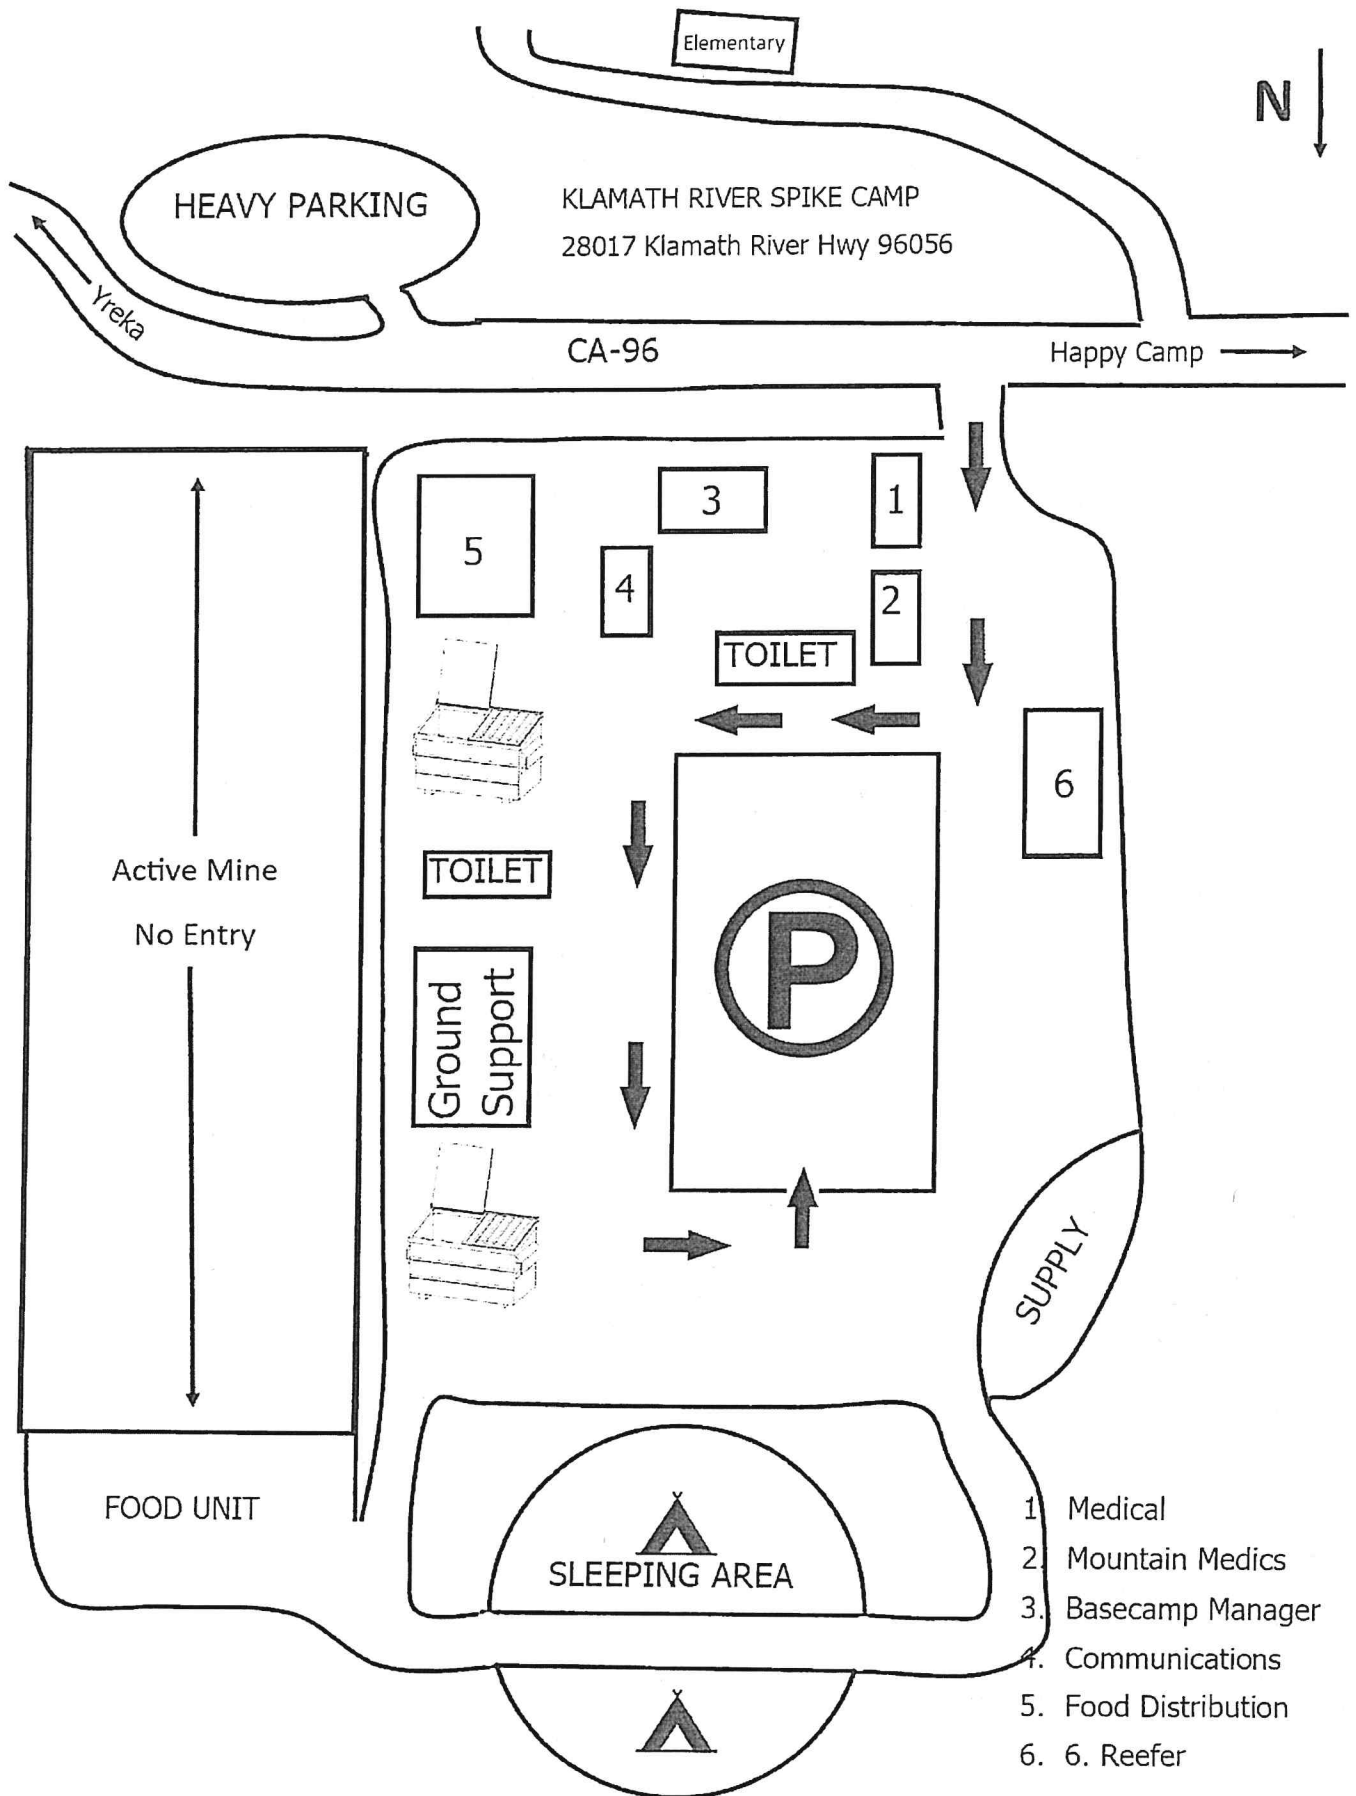 Elementary
N
HEAVY PARKING
KLAMATH RIVER SPIKE CAMP
28017 Klamath River Hwy 96056
Yreka
CA-96
Happy Camp
1
3
5
4
2
TOILET
6
Active Mine
No Entry
TOILET
P
Ground
Support
SUPPLY
FOOD UNIT
SLEEPING AREA
1 Medical
2. Mountain Medics
3. Basecamp Manager
4. Communications
5. Food Distribution
6. 6. Reefer